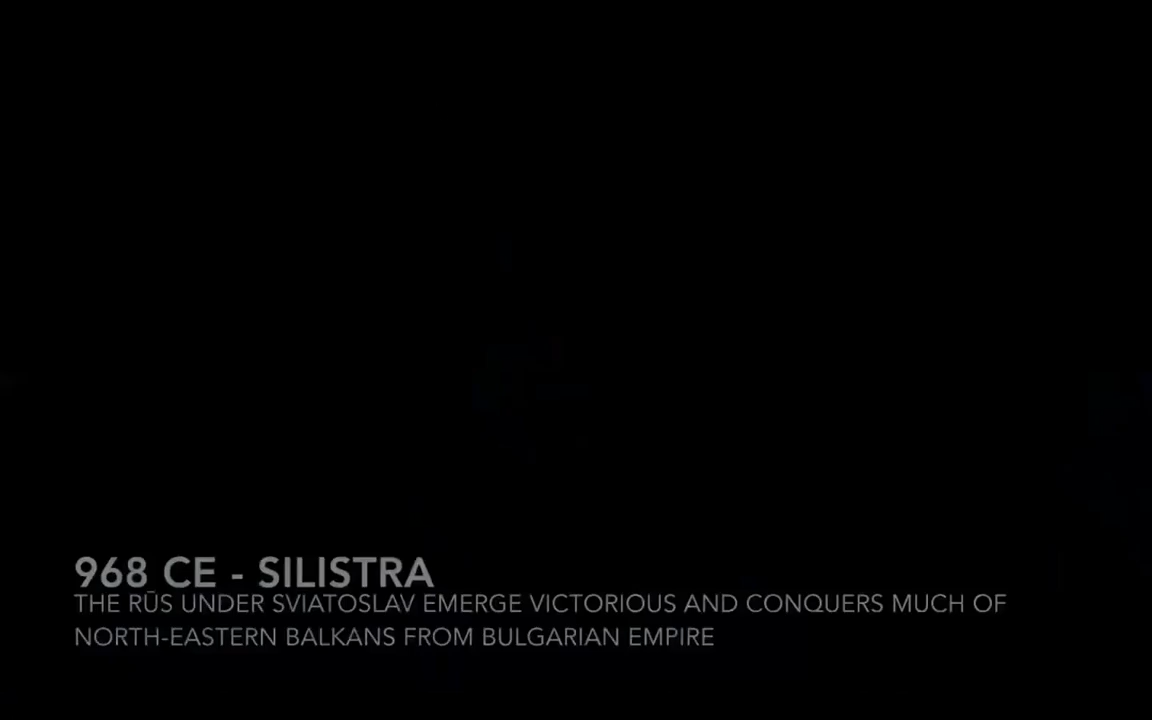 968 CE - SILISTRA
THE RŪS UNDER SVIATOSLAV EMERGE VICTORIOUS AND CONQUERS MUCH OF
NORTH-EASTERN BALKANS FROM BULGARIAN EMPIRE